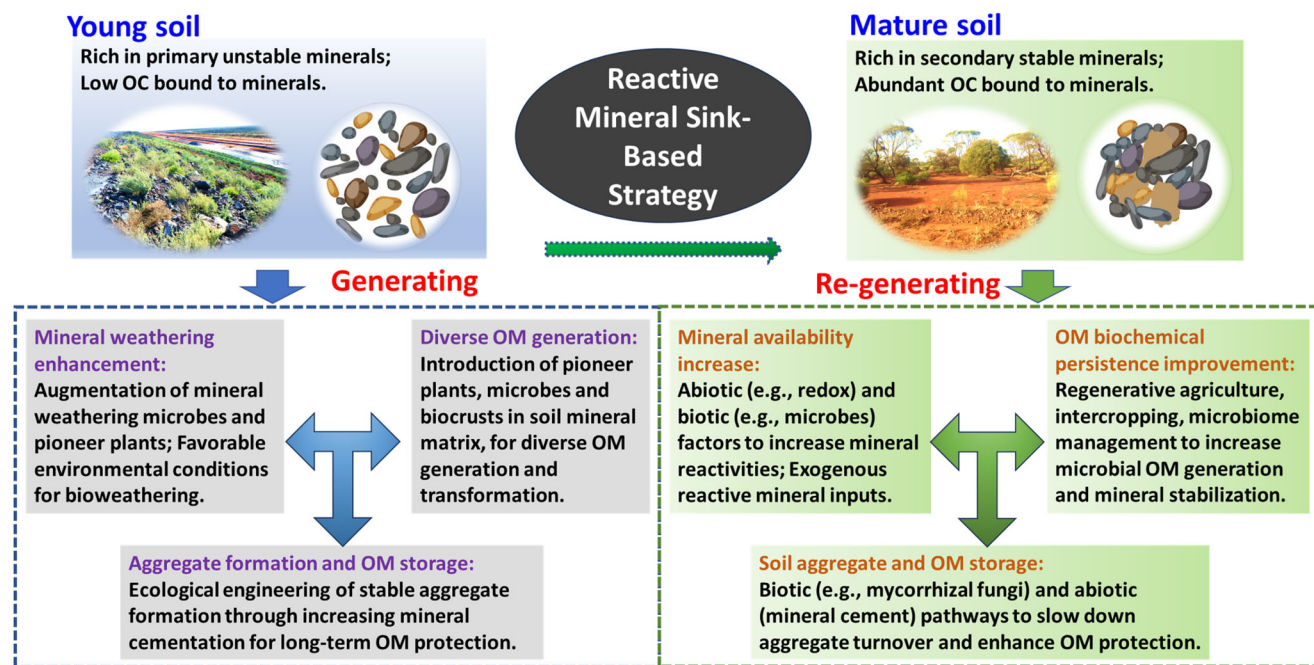 Young soil
Rich in primary unstable minerals;
Low OC bound to minerals.
Reactive
Mineral Sink-
Based
Strategy
Mature soil
Rich in secondary stable minerals;
Abundant OC bound to minerals.
Generating
Re-generating
Mineral weathering
enhancement:
Augmentation of mineral
weathering microbes and
pioneer plants; Favorable
environmental conditions
for bioweathering.
Diverse OM generation:
Introduction of pioneer
plants, microbes and
biocrusts in soil mineral
matrix, for diverse OM
generation and
transformation.
Aggregate formation and OM storage:
Ecological engineering of stable aggregate
formation through increasing mineral
cementation for long-term OM protection.
Mineral availability
increase:
Abiotic (e.g., redox) and
biotic (e.g., microbes)
factors to increase mineral
reactivities; Exogenous
reactive mineral inputs.
OM biochemical
persistence improvement:
Regenerative agriculture,
intercropping, microbiome
management to increase
microbial OM generation
and mineral stabilization.
Soil aggregate and OM storage:
Biotic (e.g., mycorrhizal fungi) and abiotic
(mineral cement) pathways to slow down
aggregate turnover and enhance OM protection.